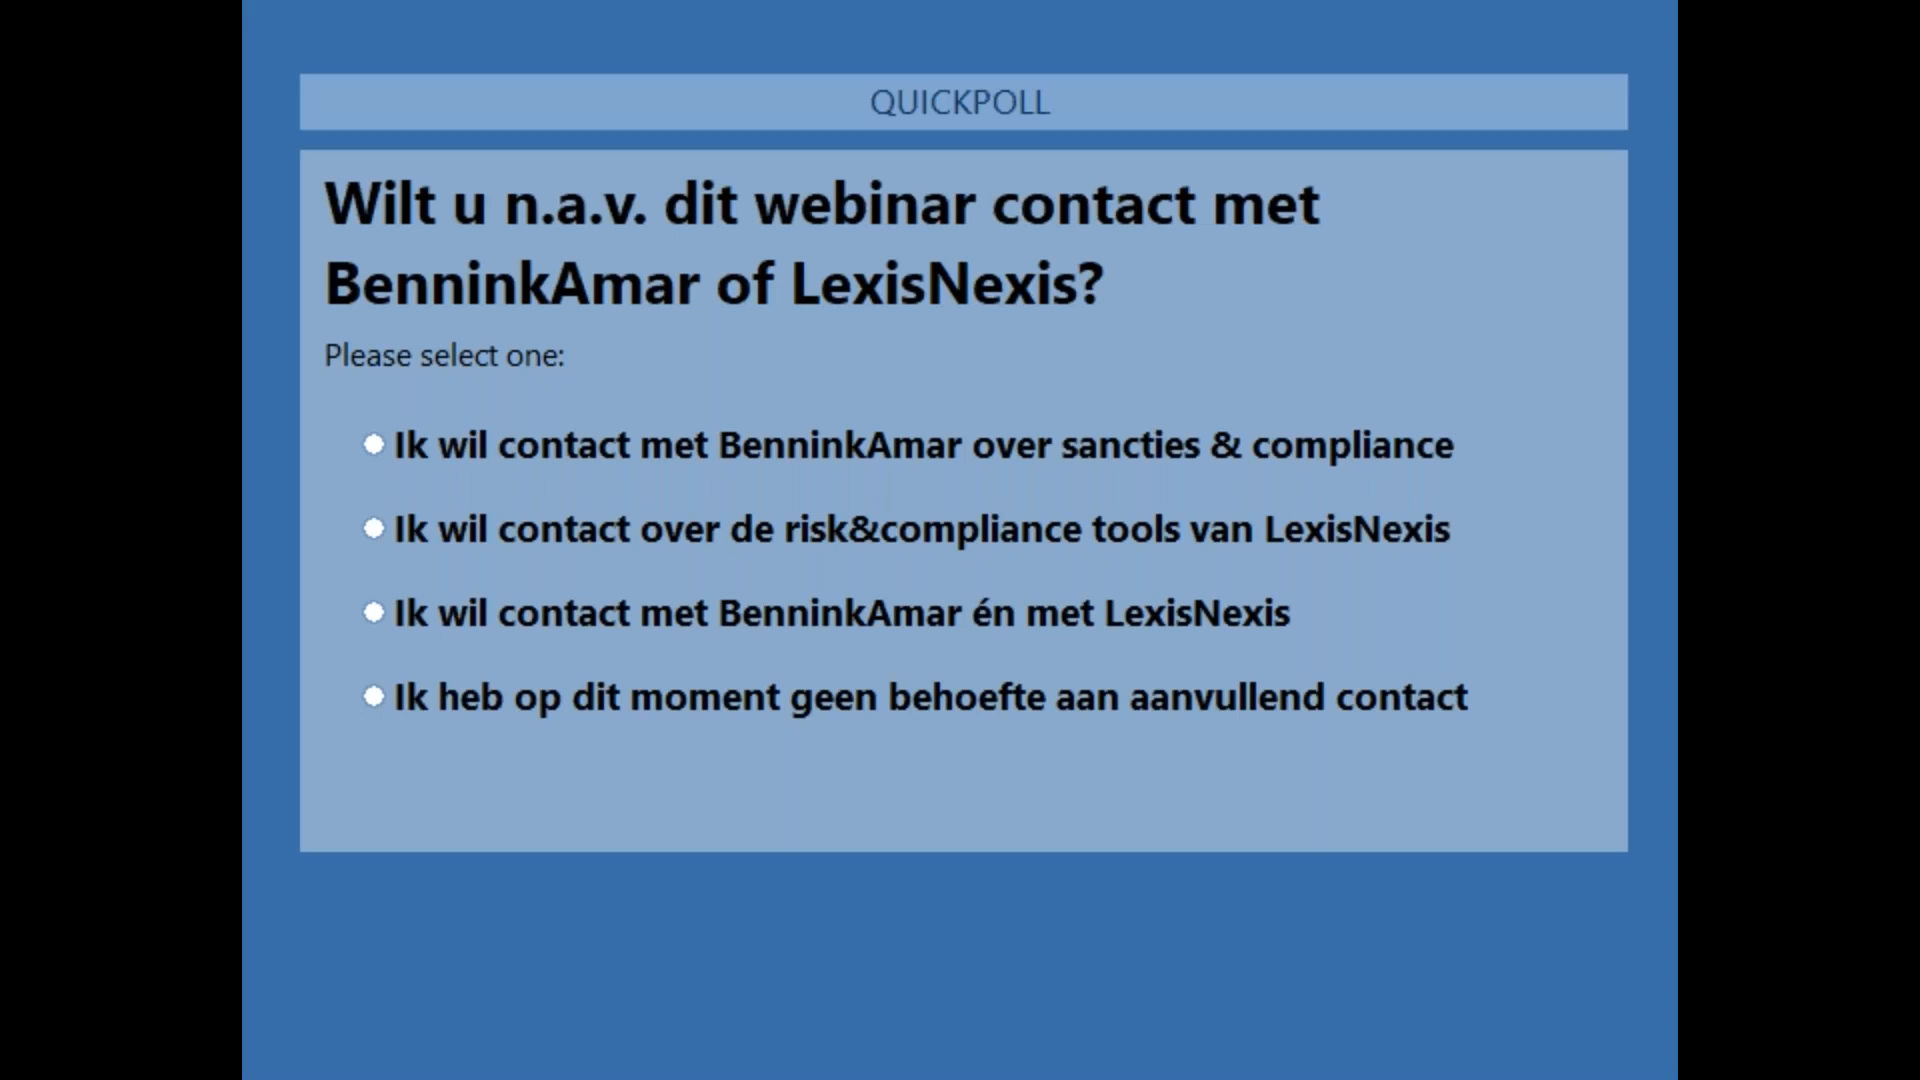 QUICKPOLL
Wilt u n.a.v. dit webinar contact met
BenninkAmar of LexisNexis?
Please select one:
Ik wil contact met BenninkAmar over sancties & compliance
Ik wil contact over de risk&compliance tools van LexisNexis
Ik wil contact met BenninkAmar én met LexisNexis
Ik heb op dit moment geen behoefte aan aanvullend contact